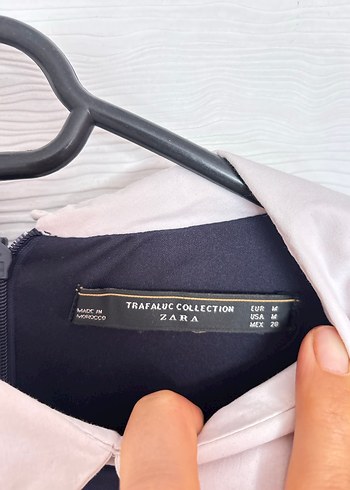 MADE IN
MOROCCO
TRAFALUC COLLECTION
ZARA
EUR M
USA M
MEX 28